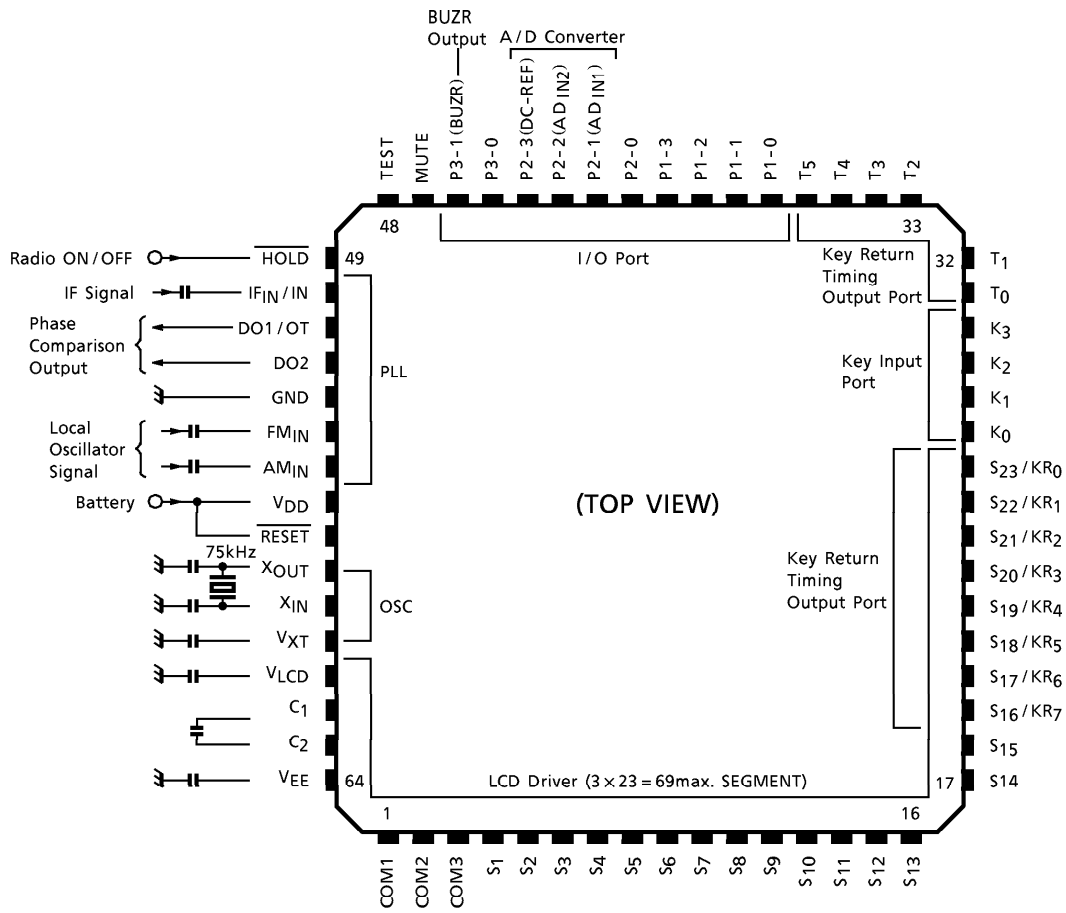 BUZR
Output
A/D Converter
TEST
MUTE
P3-1(BUZR)
P3-0
P2-3(DC-REF)
P2-2(ADIN2)
P2-1(ADIN1)
P2-0
P1-3
P1-2
P1-1
P1-0
T5
T4
T3
T2
48
33
I/O Port
Radio ON/OFF
HOLD
49
IF Signal
IFIN/IN
Phase
Comparison
Output
DO1/OT
DO2
GND
PLL
Local
Oscillator
Signal
FMIN
AMIN
Battery
VDD
RESET
75kHz
XOUT
XIN
OSC
VXT
VLCD
C1
C2
VEE
64
Key Return
Timing
Output Port
32
T1
T0
K3
K2
K1
K0
Key Input
Port
(TOP VIEW)
S23/KR0
S22/KR1
S21/KR2
S20/KR3
S19/KR4
S18/KR5
S17/KR6
S16/KR7
S15
S14
Key Return
Timing
Output Port
LCD Driver (3×23=69max. SEGMENT)
17
1
16
COM1
COM2
COM3
S1
S2
S3
S4
S5
S6
S7
S8
S9
S10
S11
S12
S13